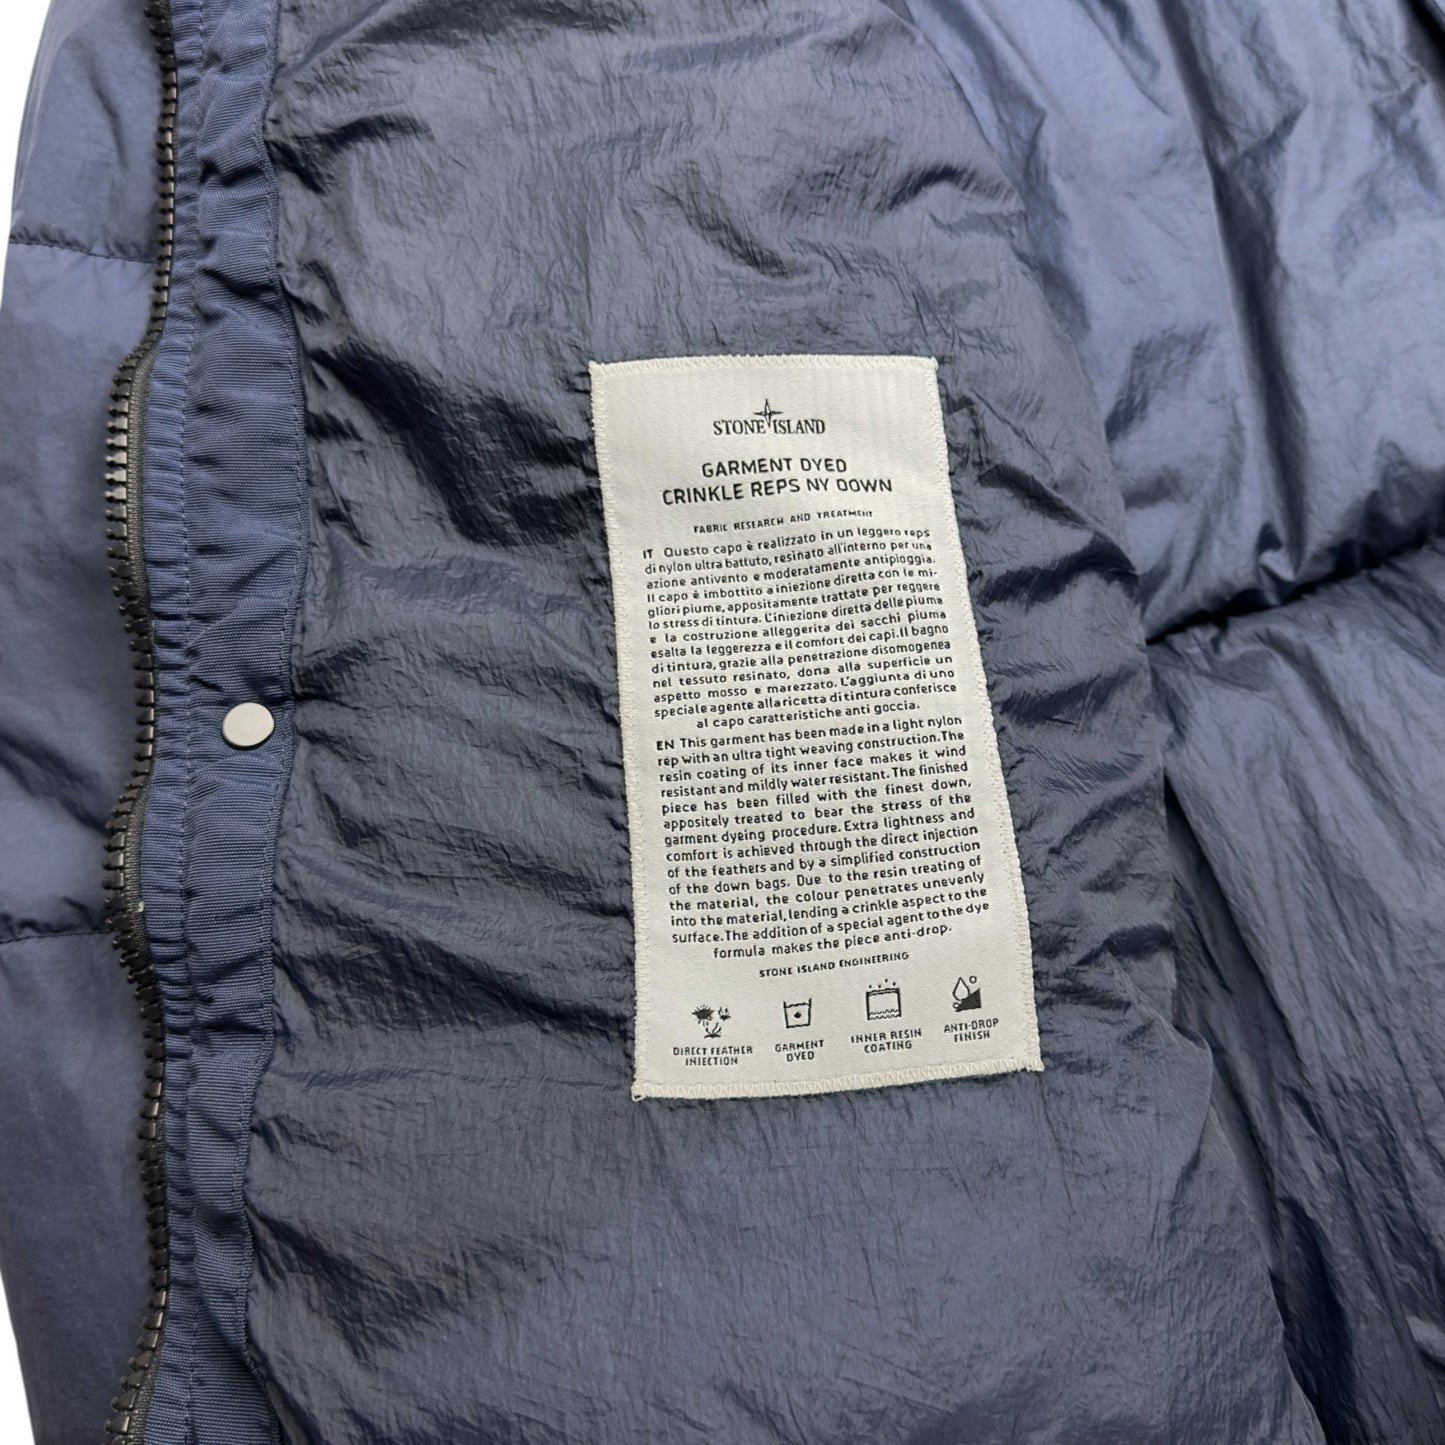 STONE ISLAND
GARMENT DYED
CRINKLE REPS NY DOWN
FABRIC RESEARCH AND TREATMENT
IT Questo capo è realizzato in un leggero reps
di nylon ultra battuto, resinato all'interno per una
azione antivento e moderatamente antipioggia.
Il capo è imbottito a iniezione diretta con le mi-
gliori piume, appositamente trattate per reggere
lo stress di tintura. L'iniezione diretta delle piume
e la costruzione alleggerita dei sacchi piuma
esalta la leggerezza e il comfort dei capi. Il bagno
di tintura, grazie alla penetrazione disomogenea
nel tessuto resinato, dona alla superficie un
aspetto mosso e marezzato. L'aggiunta di uno
speciale agente alla ricetta di tintura conferisce
al capo caratteristiche anti goccia.
EN This garment has been made in a light nylon
rep with an ultra tight weaving construction. The
resin coating of its inner face makes it wind
resistant and mildly water resistant. The finished
piece has been filled with the finest down,
appositely treated to bear the stress of the
garment dyeing procedure. Extra lightness and
comfort is achieved through the direct injection
of the feathers and by a simplified construction
of the down bags. Due to the resin treating of
the material, the colour penetrates unevenly
into the material, lending a crinkle aspect to the
surface. The addition of a special agent to the dye
formula makes the piece anti-drop.
STONE ISLAND ENGINEERING
DIRECT FEATHER
INJECTION
GARMENT
DYED
INNER RESIN
COATING
ANTI-DROP
FINISH